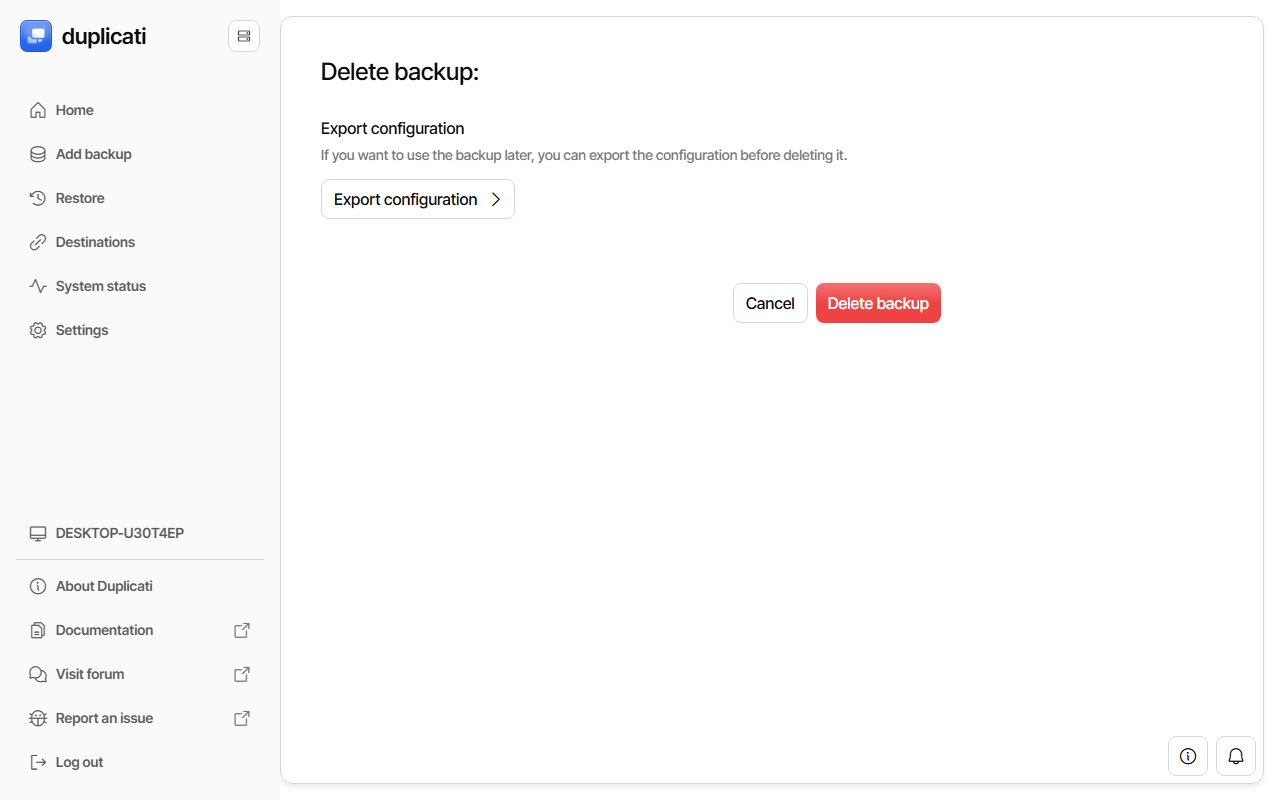 duplicati
Home
Add backup
Restore
Destinations
System status
Settings
DESKTOP-U30T4EP
About Duplicati
Documentation
Visit forum
Report an issue
Log out
Delete backup:
Export configuration
If you want to use the backup later, you can export the configuration before deleting it.
Export configuration
Cancel
Delete backup